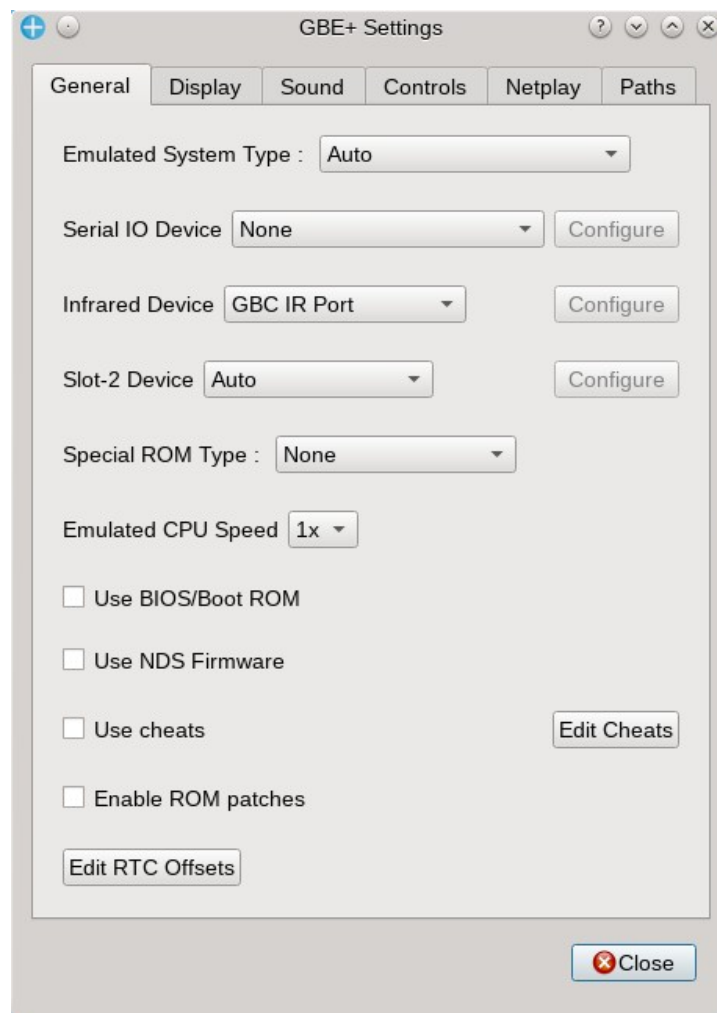 GBE+ Settings
General Display Sound Controls Netplay Paths
Emulated System Type : Auto
Serial IO Device None Configure
Infrared Device GBC IR Port Configure
Slot-2 Device Auto Configure
Special ROM Type : None
Emulated CPU Speed 1x
Use BIOS/Boot ROM
Use NDS Firmware
Use cheats Edit Cheats
Enable ROM patches
Edit RTC Offsets
Close